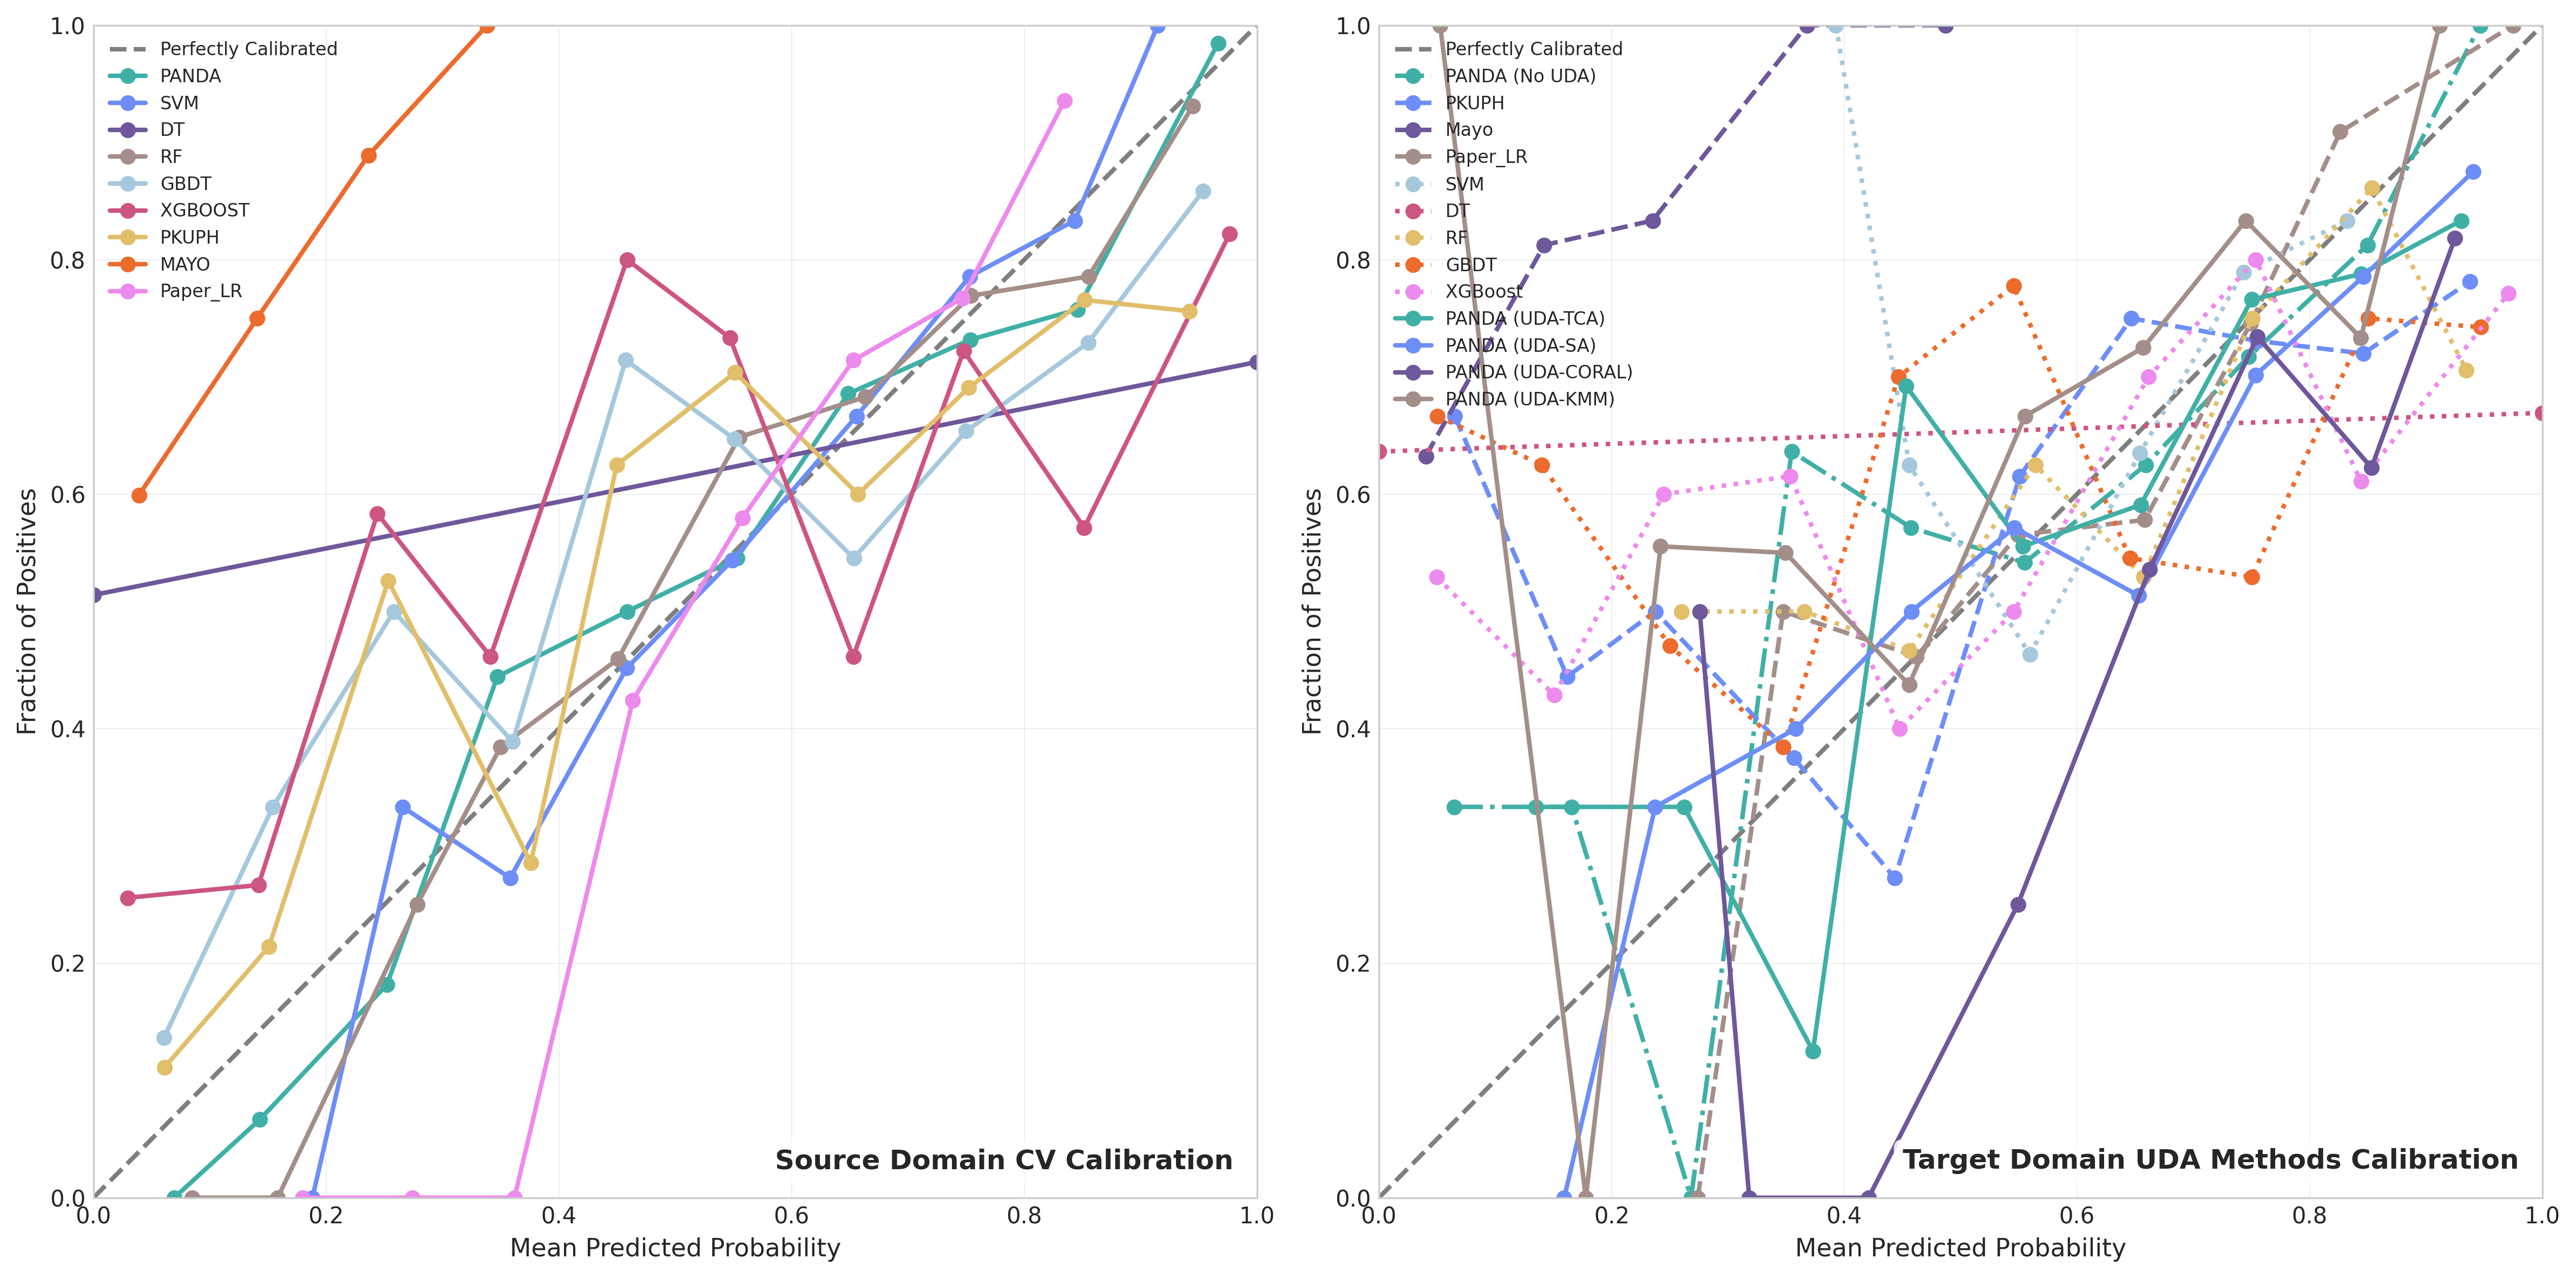 1.0
0.8
0.6
0.4
0.2
0.0
Fraction of Positives
Perfectly Calibrated
PANDA
SVM
DT
RF
GBDT
XGBOOST
PKUPH
MAYO
Paper_LR
Source Domain CV Calibration
0.0 0.2 0.4 0.6 0.8 1.0
Mean Predicted Probability
1.0
0.8
0.6
0.4
0.2
0.0
Fraction of Positives
Perfectly Calibrated
PANDA (No UDA)
PKUPH
Mayo
Paper_LR
SVM
DT
RF
GBDT
XGBoost
PANDA (UDA-TCA)
PANDA (UDA-SA)
PANDA (UDA-CORAL)
PANDA (UDA-KMM)
Target Domain UDA Methods Calibration
0.0 0.2 0.4 0.6 0.8 1.0
Mean Predicted Probability